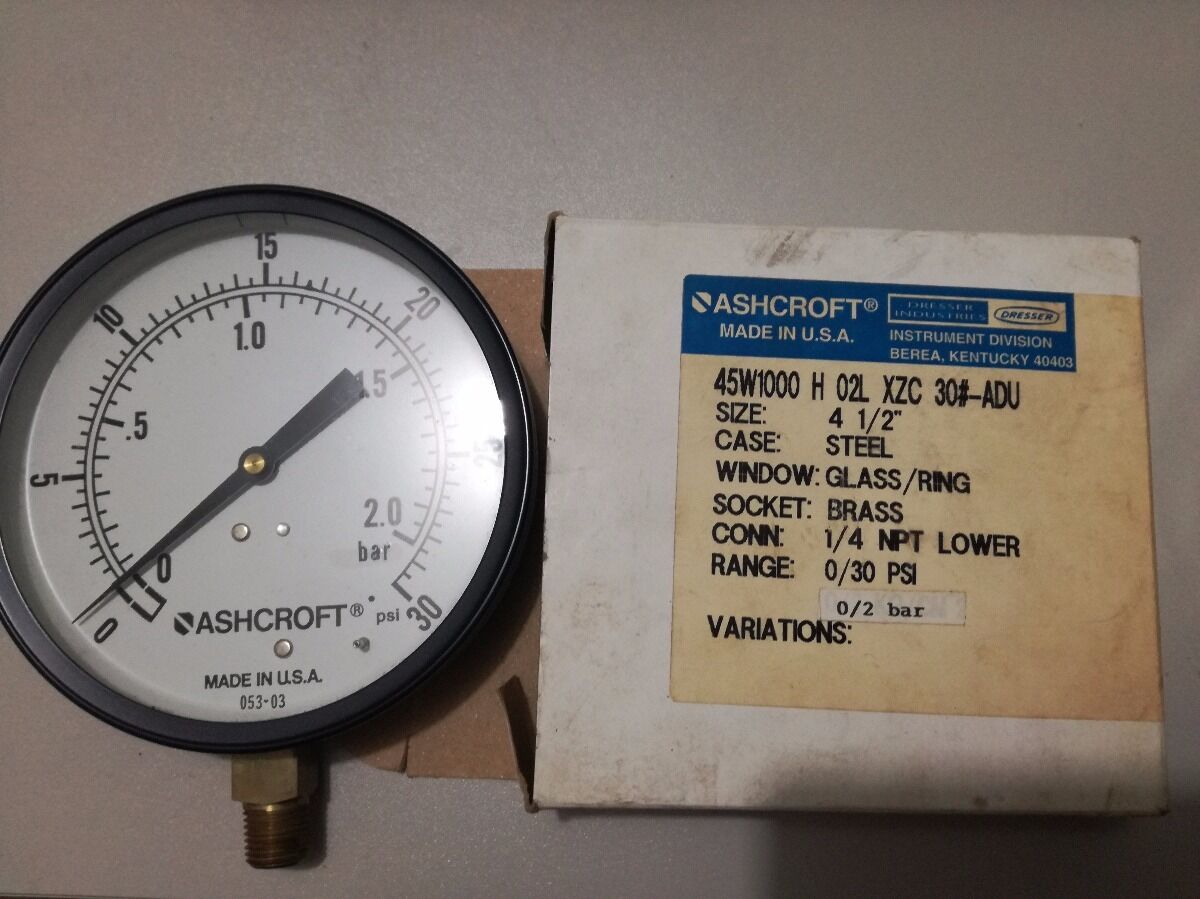 15
10
20
1.0
1.5
.5
5
25
2.0
bar
0
0
ASHCROFT® psi 30
MADE IN U.S.A.
053-03
ASHCROFT®
MADE IN U.S.A.
DRESSER
INDUSTRIES
DRESSER
INSTRUMENT DIVISION
BEREA, KENTUCKY 40403
45W1000 H 02L XZC 30#-ADU
SIZE: 4 1/2"
CASE: STEEL
WINDOW: GLASS/RING
SOCKET: BRASS
CONN: 1/4 NPT LOWER
RANGE: 0/30 PSI
0/2 bar
VARIATIONS: